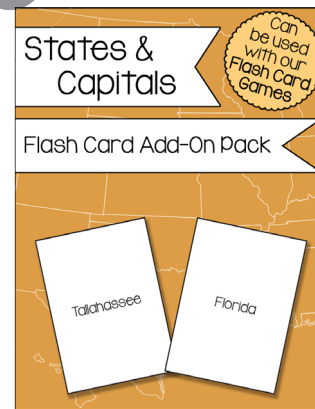 States &
Capitals
Can
be used
with our
Flash Card
Games
Flash Card Add-On Pack
Tallahassee
Florida